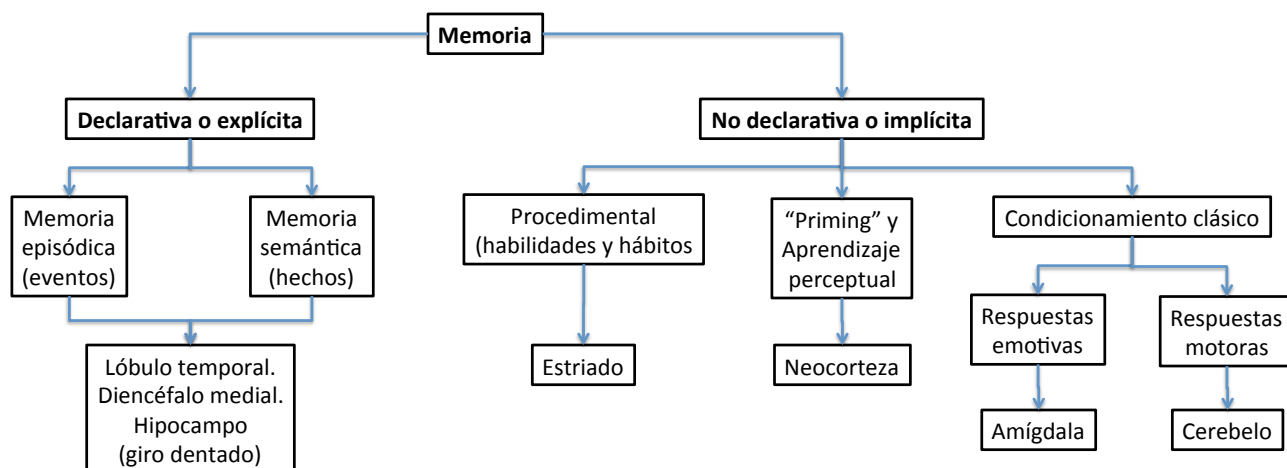 Memoria
Declarativa o explícita
No declarativa o implícita
Memoria
episódica
(eventos)
Memoria
semántica
(hechos)
Procedimental
(habilidades y hábitos
“Priming” y
Aprendizaje
perceptual
Condicionamiento clásico
Respuestas
emotivas
Respuestas
motoras
Lóbulo temporal.
Diencéfalo medial.
Hipocampo
(giro dentado)
Estriado
Neocorteza
Amígdala
Cerebelo